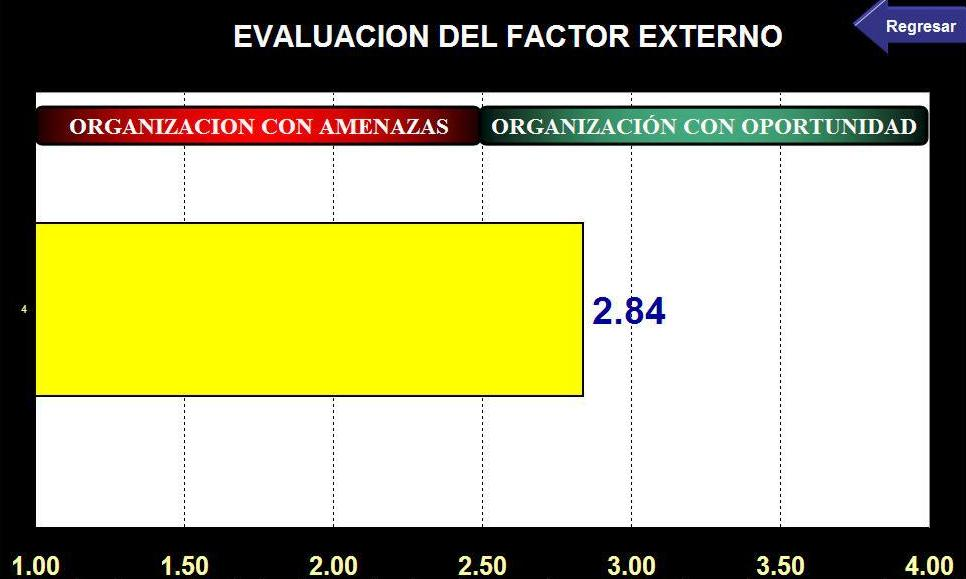 EVALUACION DEL FACTOR EXTERNO
Regresar
ORGANIZACION CON AMENAZAS
ORGANIZACIÓN CON OPORTUNIDAD
4
2.84
1.00 1.50 2.00 2.50 3.00 3.50 4.00